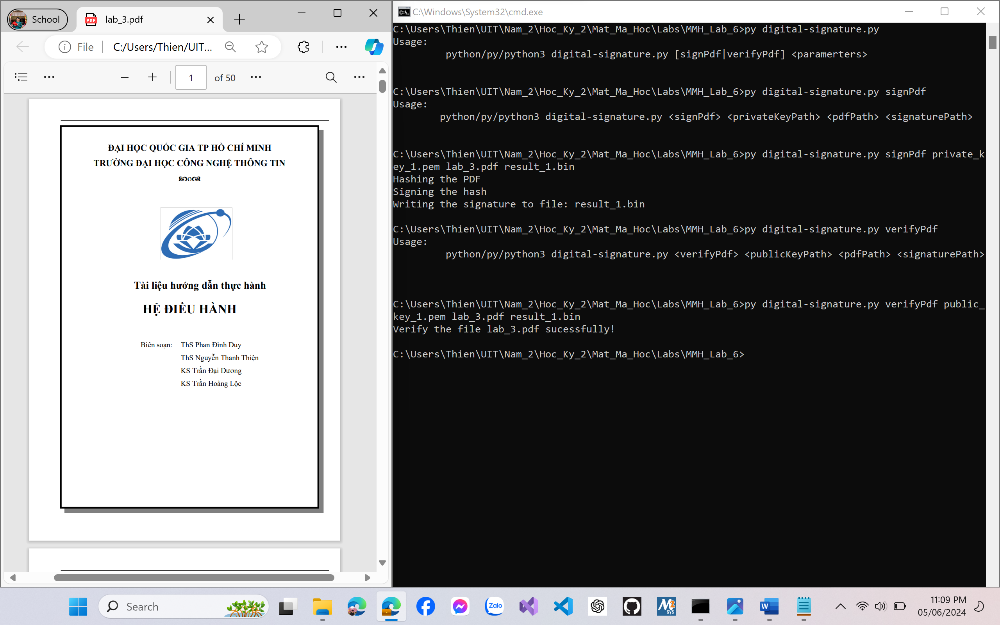 School
lab_3.pdf
File
C:/Users/Thien/UIT...
1
of 50
ĐẠI HỌC QUỐC GIA TP HỒ CHÍ MINH
TRƯỜNG ĐẠI HỌC CÔNG NGHỆ THÔNG TIN
Tài liệu hướng dẫn thực hành
HỆ ĐIỀU HÀNH
Biên soạn: ThS Phan Đình Duy
ThS Nguyễn Thanh Thiện
KS Trần Đại Dương
KS Trần Hoàng Lộc
C:\Windows\System32\cmd.exe
C:\Users\Thien\UIT\Nam_2\Hoc_Ky_2\Mat_Ma_Hoc\Labs\MMH_Lab_6>py digital-signature.py
Usage:
python/py/python3 digital-signature.py [signPdf|verifyPdf] <paramerters>
C:\Users\Thien\UIT\Nam_2\Hoc_Ky_2\Mat_Ma_Hoc\Labs\MMH_Lab_6>py digital-signature.py signPdf
Usage:
python/py/python3 digital-signature.py <signPdf> <privateKeyPath> <pdfPath> <signaturePath>
C:\Users\Thien\UIT\Nam_2\Hoc_Ky_2\Mat_Ma_Hoc\Labs\MMH_Lab_6>py digital-signature.py signPdf private_k
ey_1.pem lab_3.pdf result_1.bin
Hashing the PDF
Signing the hash
Writing the signature to file: result_1.bin
C:\Users\Thien\UIT\Nam_2\Hoc_Ky_2\Mat_Ma_Hoc\Labs\MMH_Lab_6>py digital-signature.py verifyPdf
Usage:
python/py/python3 digital-signature.py <verifyPdf> <publicKeyPath> <pdfPath> <signaturePath>
C:\Users\Thien\UIT\Nam_2\Hoc_Ky_2\Mat_Ma_Hoc\Labs\MMH_Lab_6>py digital-signature.py verifyPdf public_
key_1.pem lab_3.pdf result_1.bin
Verify the file lab_3.pdf sucessfully!
C:\Users\Thien\UIT\Nam_2\Hoc_Ky_2\Mat_Ma_Hoc\Labs\MMH_Lab_6>
Search
Zalo
11:09 PM
05/06/2024